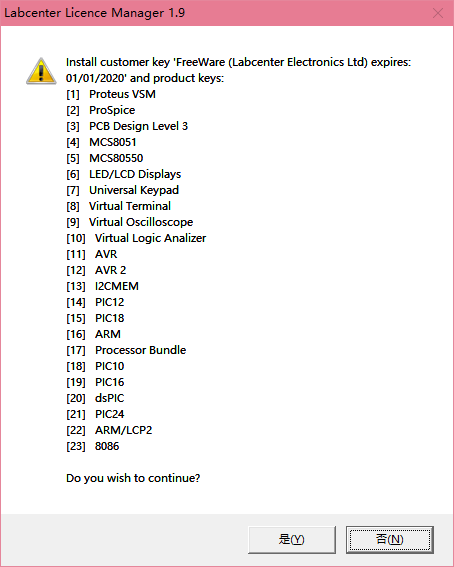 Labcenter Licence Manager 1.9
Install customer key 'FreeWare (Labcenter Electronics Ltd) expires:
01/01/2020' and product keys:
[1] Proteus VSM
[2] ProSpice
[3] PCB Design Level 3
[4] MCS8051
[5] MCS80550
[6] LED/LCD Displays
[7] Universal Keypad
[8] Virtual Terminal
[9] Virtual Oscilloscope
[10] Virtual Logic Analizer
[11] AVR
[12] AVR 2
[13] I2CMEM
[14] PIC12
[15] PIC18
[16] ARM
[17] Processor Bundle
[18] PIC10
[19] PIC16
[20] dsPIC
[21] PIC24
[22] ARM/LCP2
[23] 8086
Do you wish to continue?
是(Y)
否(N)